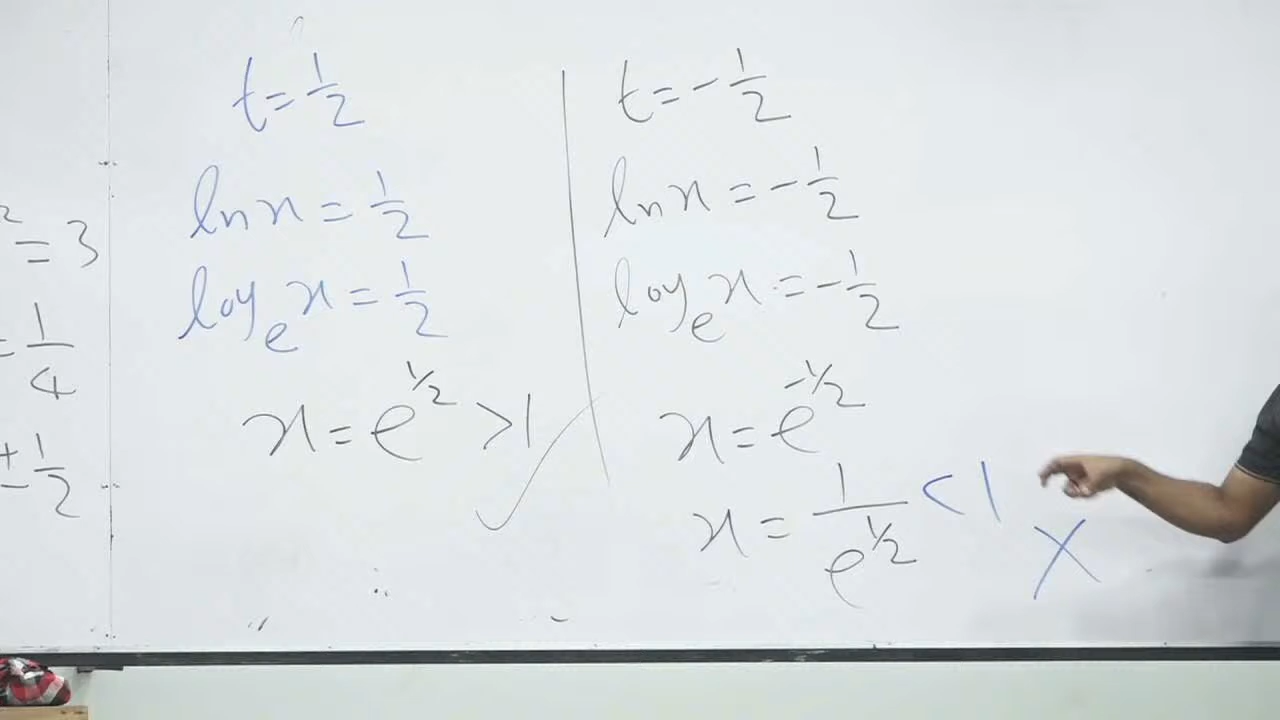 ² = 3
= 1/4
± 1/2
t = 1/2
ln x = 1/2
log_e x = 1/2
x = e^{1/2} > 1 ✓
t = -1/2
ln x = -1/2
log_e x = -1/2
x = e^{-1/2}
x = 1/e^{1/2} < 1 ✗